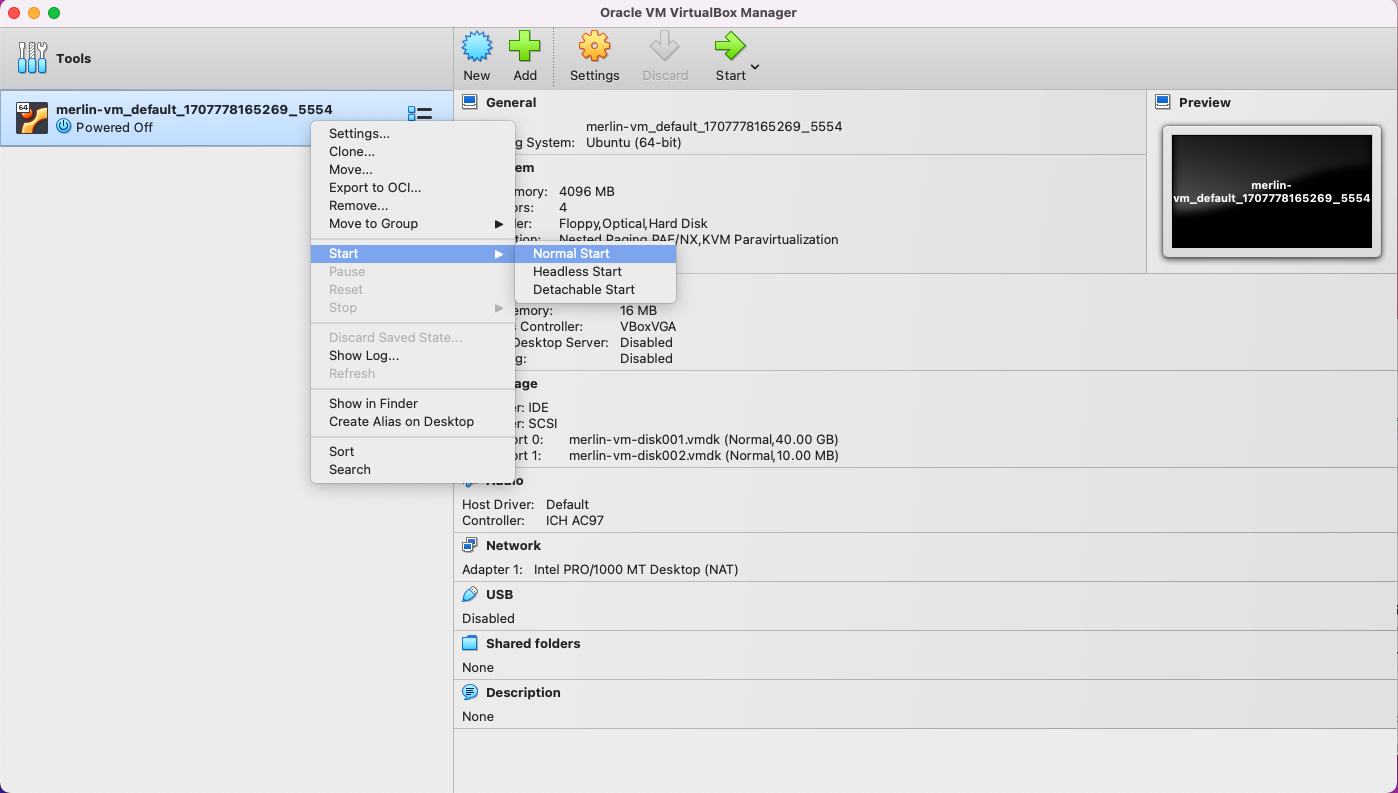 Oracle VM VirtualBox Manager
Tools
New
Add
Settings
Discard
Start
64
merlin-vm_default_1707778165269_5554
Powered Off
Settings...
Clone...
Move...
Export to OCI...
Remove...
Move to Group
Start
Pause
Reset
Stop
Discard Saved State...
Show Log...
Refresh
Show in Finder
Create Alias on Desktop
Sort
Search
Normal Start
Headless Start
Detachable Start
General
merlin-vm_default_1707778165269_5554
g System: Ubuntu (64-bit)
em
mory: 4096 MB
ors: 4
ler: Floppy,Optical,Hard Disk
tion: Nested Paging,PAE/NX,KVM Paravirtualization
emory: 16 MB
s Controller: VBoxVGA
Desktop Server: Disabled
g: Disabled
age
er: IDE
er: SCSI
ort 0: merlin-vm-disk001.vmdk (Normal,40.00 GB)
ort 1: merlin-vm-disk002.vmdk (Normal,10.00 MB)
Audio
Host Driver: Default
Controller: ICH AC97
Network
Adapter 1: Intel PRO/1000 MT Desktop (NAT)
USB
Disabled
Shared folders
None
Description
None
Preview
merlin-
vm_default_1707778165269_5554